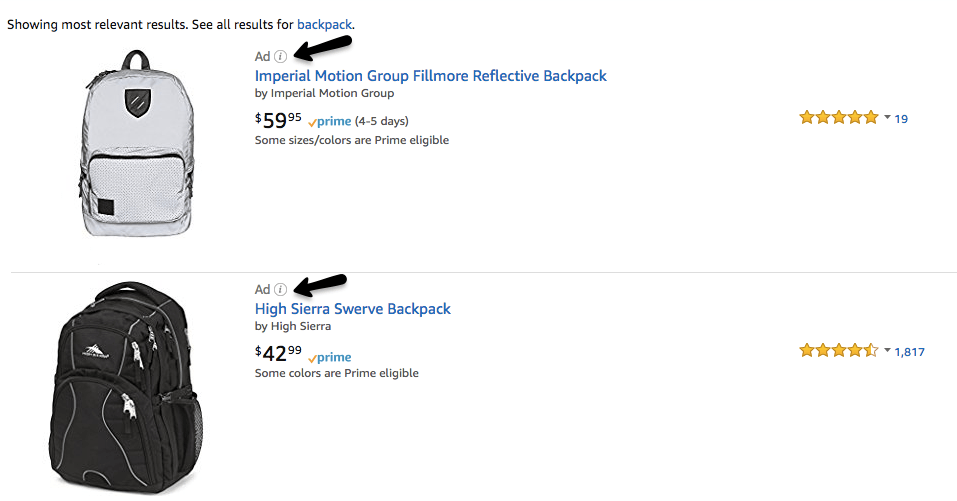 Showing most relevant results. See all results for backpack.
Ad i
Imperial Motion Group Fillmore Reflective Backpack
by Imperial Motion Group
$59 95 prime (4-5 days)
Some sizes/colors are Prime eligible
19
Ad i
High Sierra Swerve Backpack
by High Sierra
$42 99 prime
Some colors are Prime eligible
1,817